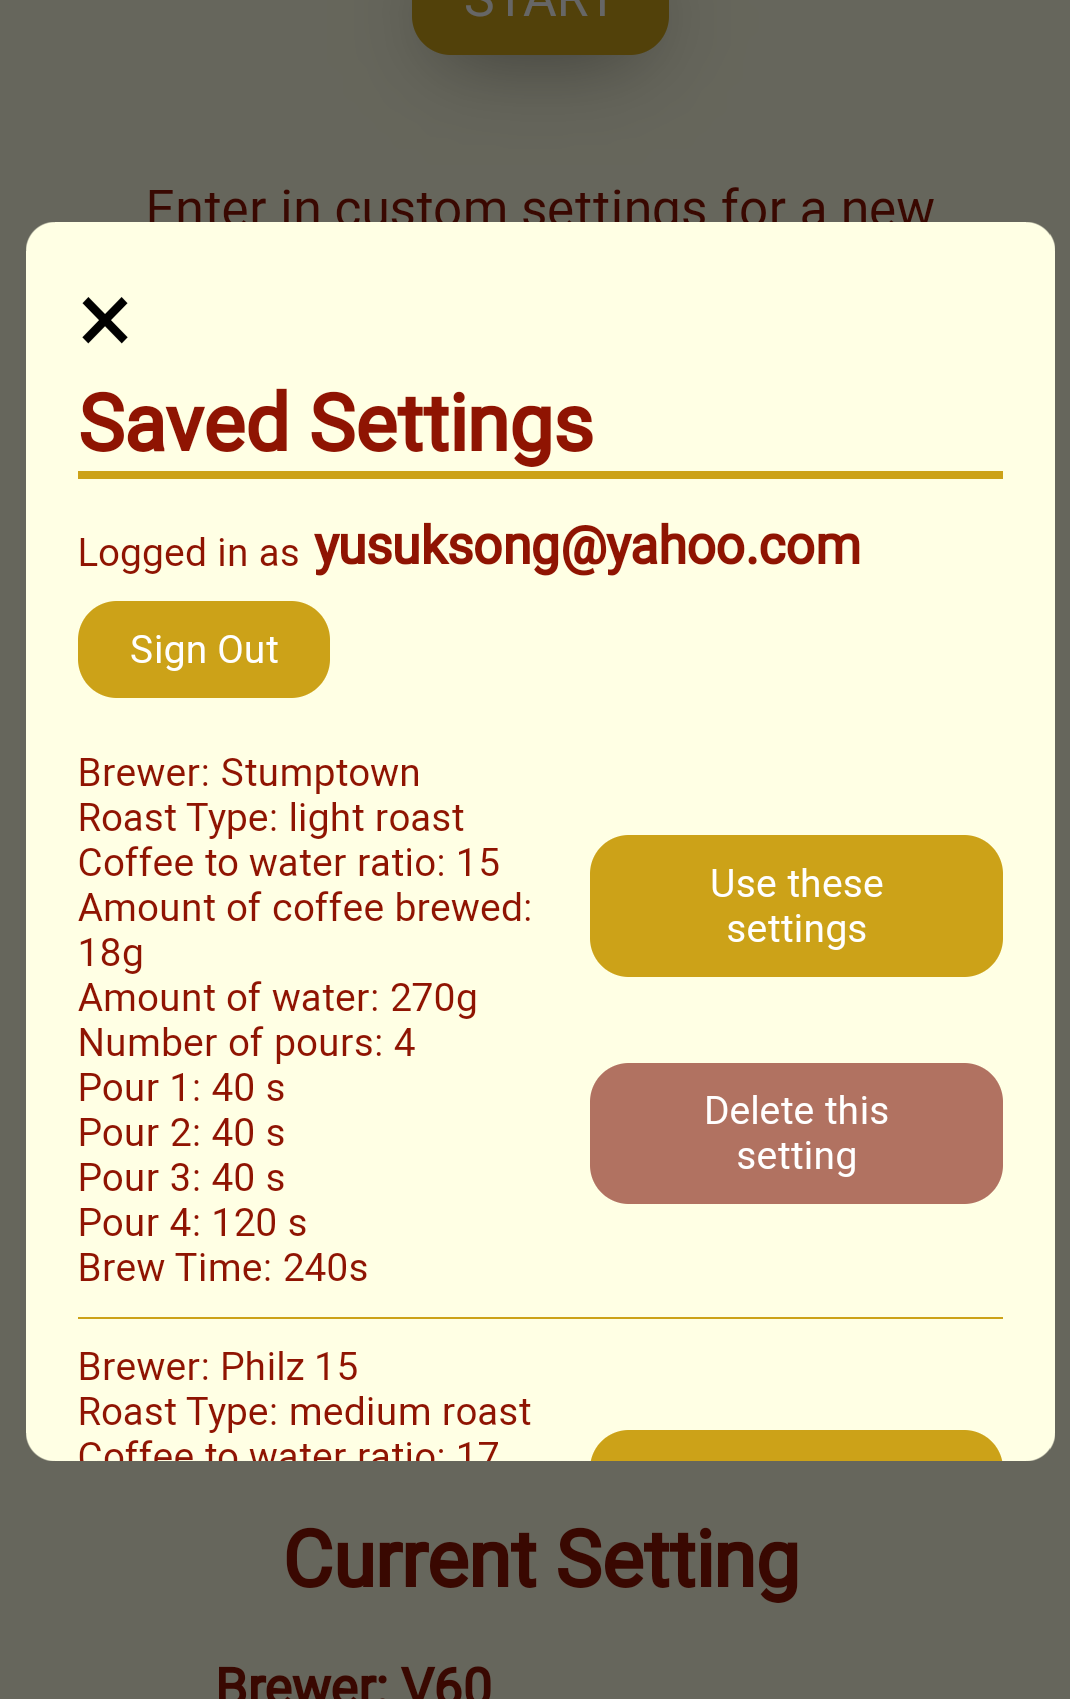 START
Enter in custom settings for a new
×
Saved Settings
Logged in as yusuksong@yahoo.com
Sign Out
Brewer: Stumptown
Roast Type: light roast
Coffee to water ratio: 15
Amount of coffee brewed:
18g
Amount of water: 270g
Number of pours: 4
Pour 1: 40 s
Pour 2: 40 s
Pour 3: 40 s
Pour 4: 120 s
Brew Time: 240s
Use these
settings
Delete this
setting
Brewer: Philz 15
Roast Type: medium roast
Coffee to water ratio: 17
Current Setting
Brewer: V60